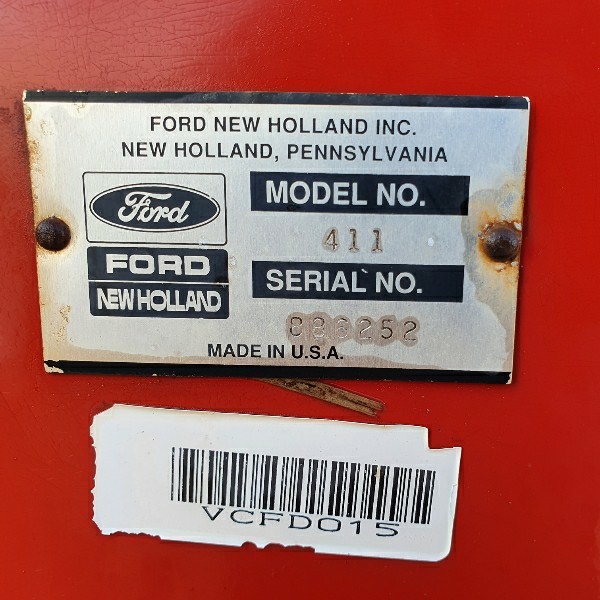 FORD NEW HOLLAND INC.
NEW HOLLAND, PENNSYLVANIA
Ford
FORD
NEW HOLLAND
MODEL NO.
411
SERIAL NO.
886252
MADE IN U.S.A.
VCFD015